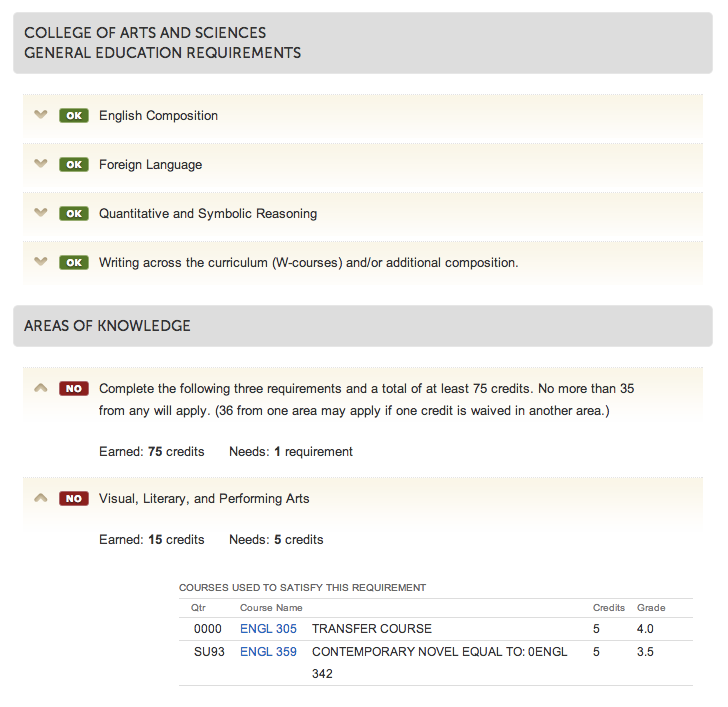 COLLEGE OF ARTS AND SCIENCES
GENERAL EDUCATION REQUIREMENTS
OK English Composition
OK Foreign Language
OK Quantitative and Symbolic Reasoning
OK Writing across the curriculum (W-courses) and/or additional composition.
AREAS OF KNOWLEDGE
NO Complete the following three requirements and a total of at least 75 credits. No more than 35
from any will apply. (36 from one area may apply if one credit is waived in another area.)
Earned: 75 credits Needs: 1 requirement
NO Visual, Literary, and Performing Arts
Earned: 15 credits Needs: 5 credits
COURSES USED TO SATISFY THIS REQUIREMENT
Qtr Course Name Credits Grade
0000 ENGL 305 TRANSFER COURSE 5 4.0
SU93 ENGL 359 CONTEMPORARY NOVEL EQUAL TO: 0ENGL 5 3.5
342